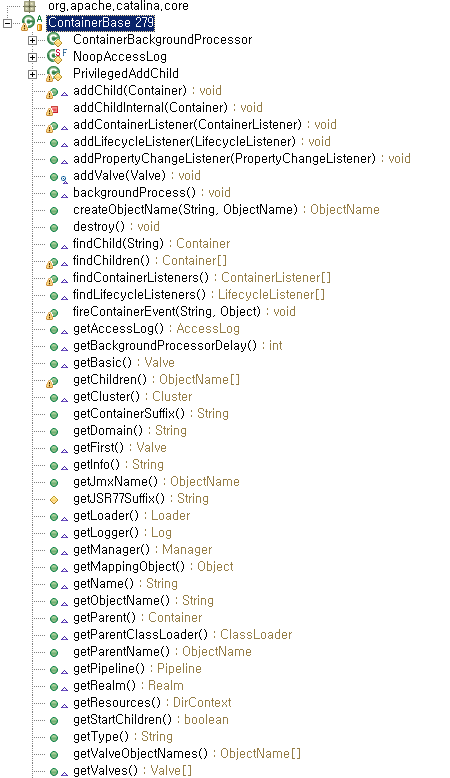 org.apache.catalina.core
ContainerBase 279
ContainerBackgroundProcessor
NoopAccessLog
PrivilegedAddChild
addChild(Container) : void
addChildInternal(Container) : void
addContainerListener(ContainerListener) : void
addLifecycleListener(LifecycleListener) : void
addPropertyChangeListener(PropertyChangeListener) : void
addValve(Valve) : void
backgroundProcess() : void
createObjectName(String, ObjectName) : ObjectName
destroy() : void
findChild(String) : Container
findChildren() : Container[]
findContainerListeners() : ContainerListener[]
findLifecycleListeners() : LifecycleListener[]
fireContainerEvent(String, Object) : void
getAccessLog() : AccessLog
getBackgroundProcessorDelay() : int
getBasic() : Valve
getChildren() : ObjectName[]
getCluster() : Cluster
getContainerSuffix() : String
getDomain() : String
getFirst() : Valve
getInfo() : String
getJmxName() : ObjectName
getJSR77Suffix() : String
getLoader() : Loader
getLogger() : Log
getManager() : Manager
getMappingObject() : Object
getName() : String
getObjectName() : String
getParent() : Container
getParentClassLoader() : ClassLoader
getParentName() : ObjectName
getPipeline() : Pipeline
getRealm() : Realm
getResources() : DirContext
getStartChildren() : boolean
getType() : String
getValveObjectNames() : ObjectName[]
getValves() : Valve[]